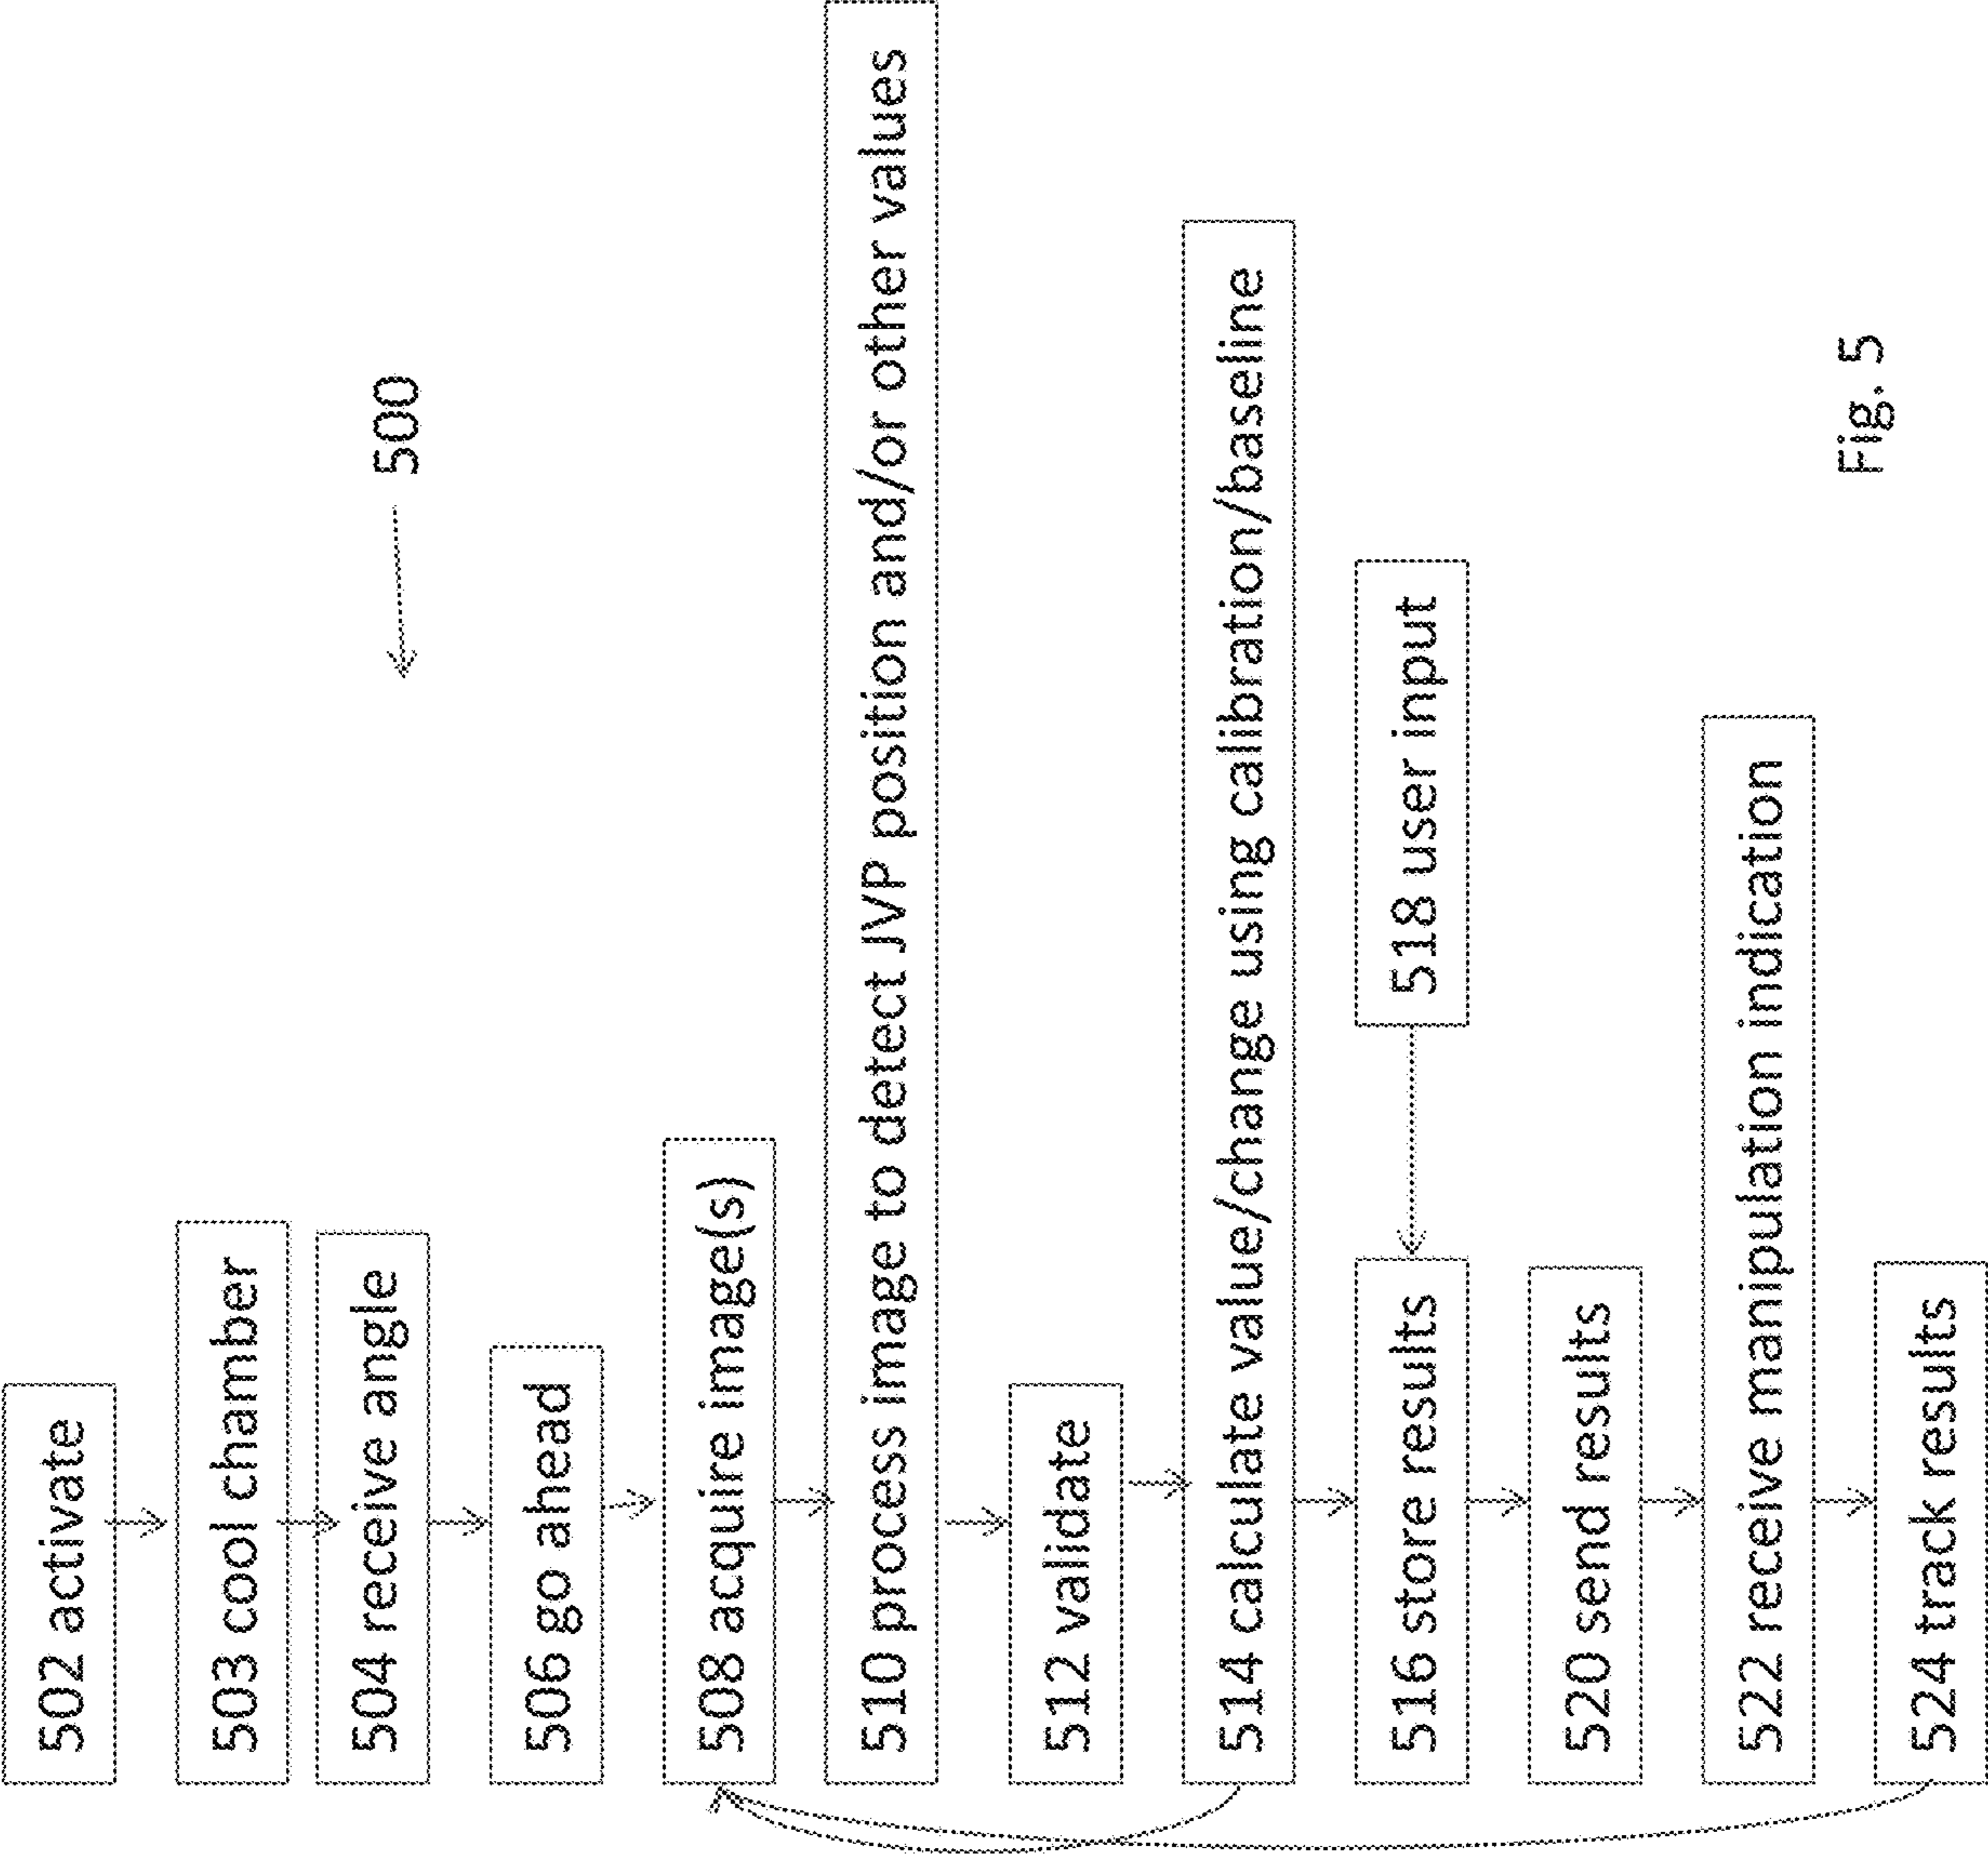 502 activate
500
503 cool chamber
504 receive angle
506 go ahead
508 acquire image(s)
510 process image to detect JVP position and/or other values
512 validate
514 calculate value/change using calibration/baseline
516 store results
518 user input
520 send results
522 receive manipulation indication
524 track results
Fig. 5